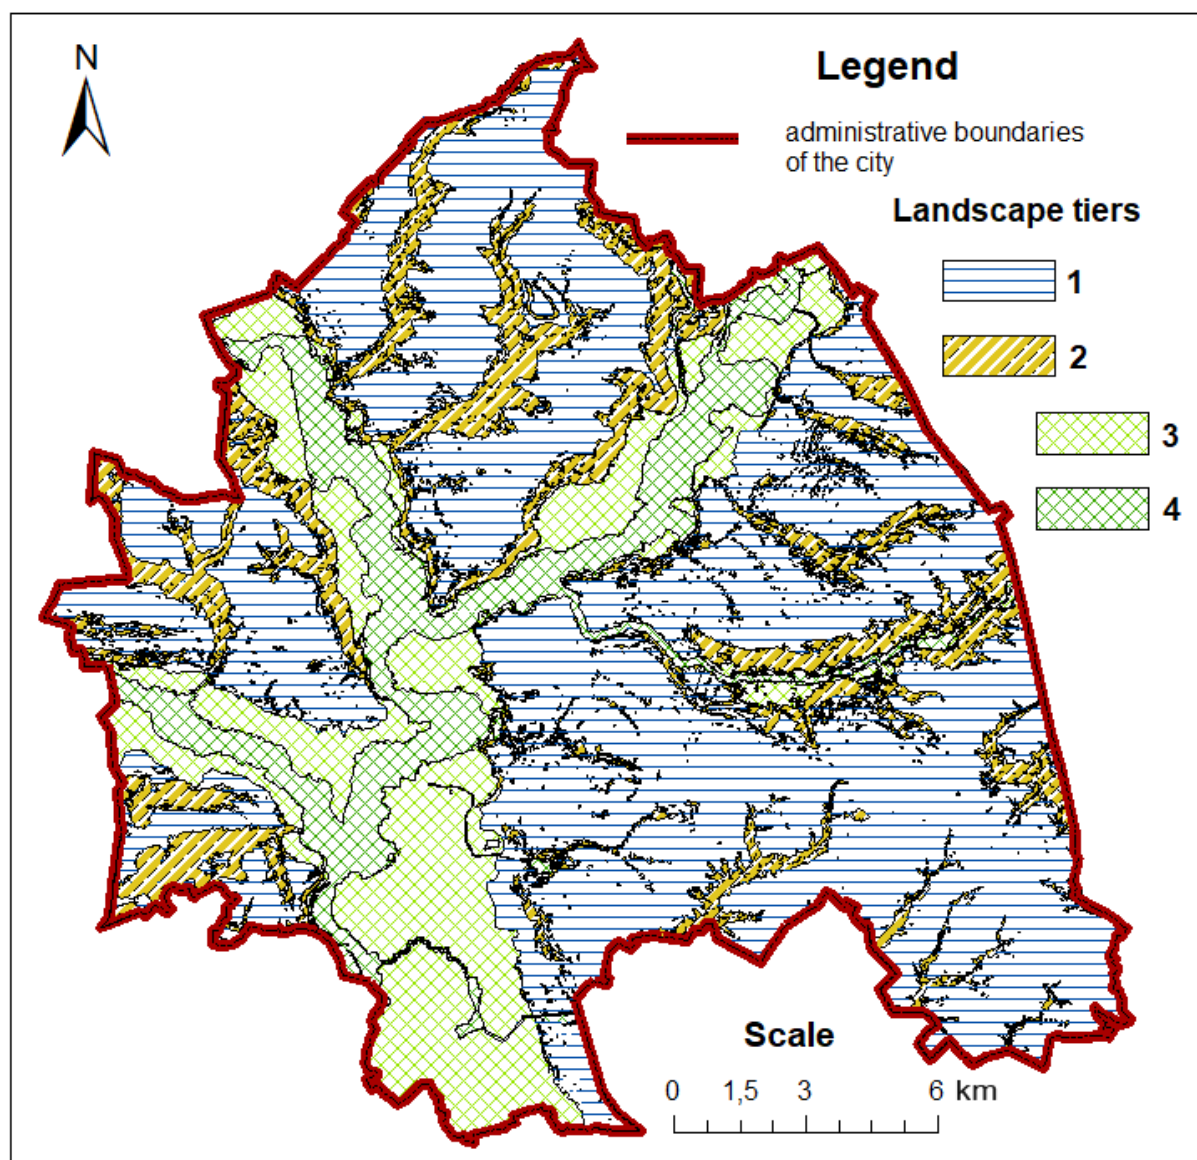 N
Legend
administrative boundaries
of the city
Landscape tiers
1
2
3
4
Scale
0 1,5 3 6 km